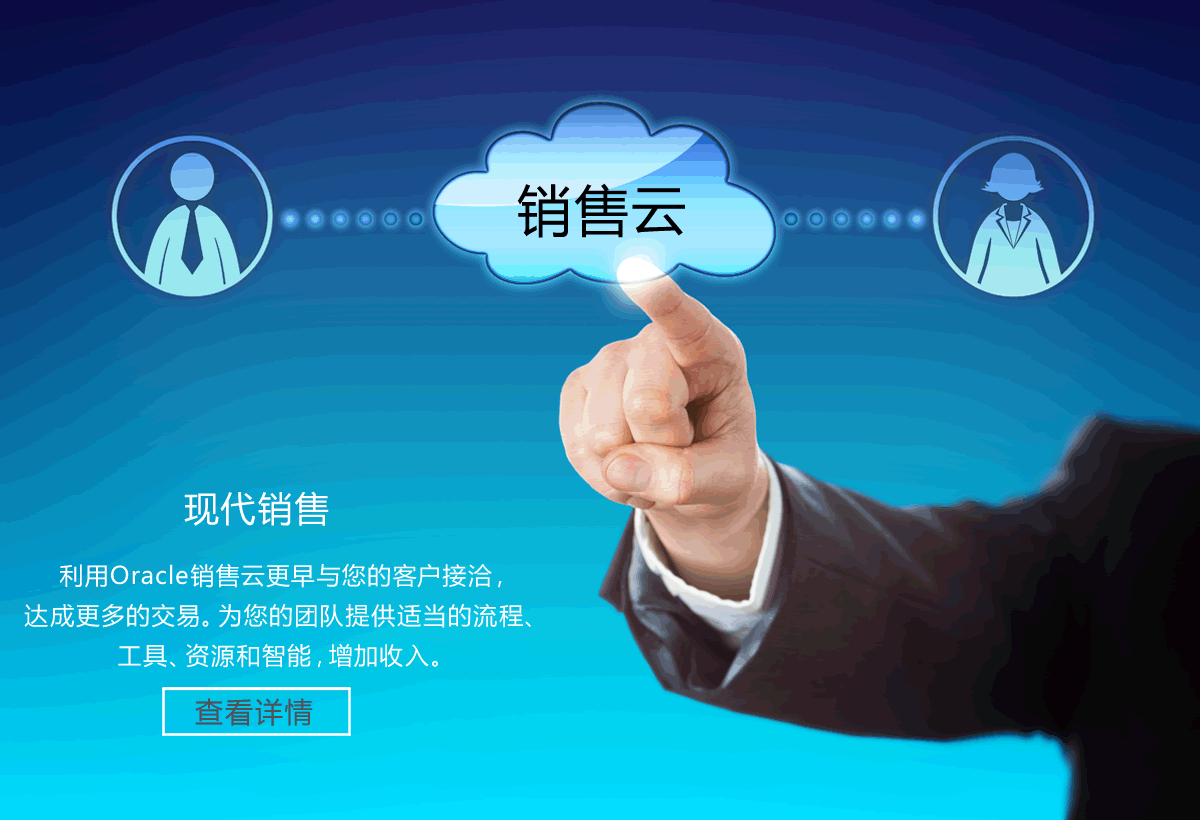 销售云
现代销售
利用Oracle销售云更早与您的客户接洽,
达成更多的交易。为您的团队提供适当的流程、
工具、资源和智能,增加收入。
查看详情